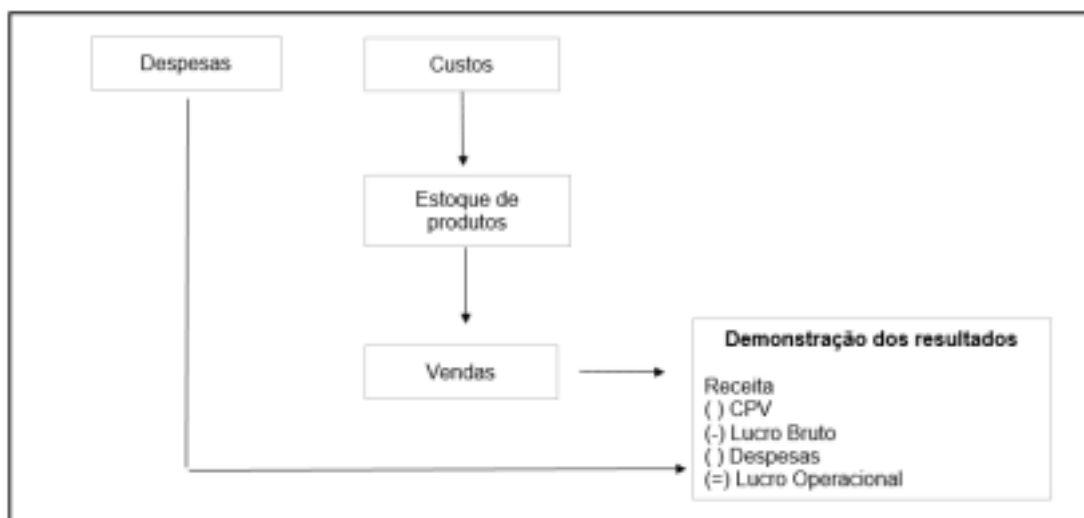 Despesas
Custos
Estoque de
produtos
Vendas
Demonstração dos resultados
Receita
( ) CPV
(-) Lucro Bruto
( ) Despesas
(=) Lucro Operacional